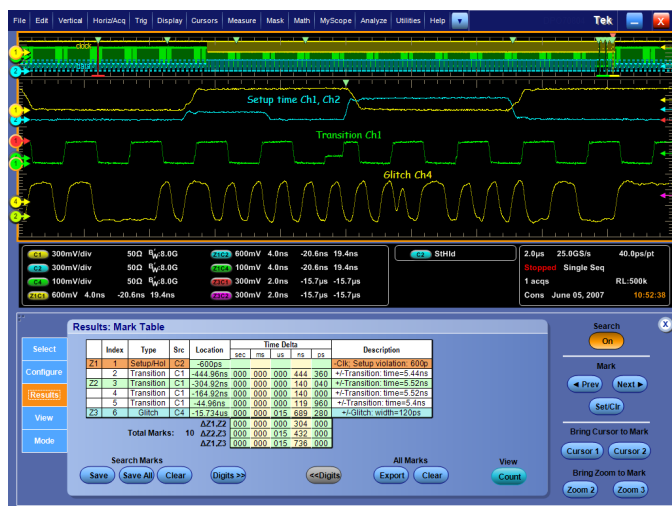 File Edit Vertical Horiz/Acq Trig Display Cursors Measure Mask Math MyScope Analyze Utilities Help Tek X
clock
Setup time Ch1, Ch2
Transition Ch1
Glitch Ch4
C1 300mV/div 50Ω BW:8.0G Z1C2 600mV 4.0ns -20.6ns 19.4ns C2 StHld 2.0µs 25.0GS/s 40.0ps/pt
C2 300mV/div 50Ω BW:8.0G Z1C4 100mV 4.0ns -20.6ns 19.4ns Stopped Single Seq
C4 100mV/div 50Ω BW:8.0G Z3C1 300mV 2.0ns -15.7µs -15.7µs 1 acqs RL:500k
Z1C1 600mV 4.0ns -20.6ns 19.4ns Z3C2 300mV 2.0ns -15.7µs -15.7µs Cons June 05, 2007 10:52:38
Results: Mark Table
Select
Configure
Results
View
Mode
Time Delta
Index Type Src Location sec ms us ns ps Description
Z1 1 Setup/Hol C2 -600ps -Clk; Setup violation: 600p
2 Transition C1 -444.96ns 000 000 000 444 360 +/-Transition: time=5.44ns
Z2 3 Transition C1 -304.92ns 000 000 000 140 040 +/-Transition: time=5.52ns
4 Transition C1 -164.92ns 000 000 000 140 000 +/-Transition: time=5.52ns
5 Transition C1 -44.96ns 000 000 000 119 960 +/-Transition: time=5.4ns
Z3 6 Glitch C4 -15.734us 000 000 015 689 280 +/-Glitch: width=120ps
ΔZ1.Z2 000 000 000 304 000
Total Marks: 10 ΔZ2.Z3 000 000 015 432 000
ΔZ1.Z3 000 000 015 736 000
Search Marks
Save Save All Clear Digits >> <<Digits
All Marks
Export Clear
View
Count
Search
On
X
Mark
Prev Next
Set/Clr
Bring Cursor to Mark
Cursor 1 Cursor 2
Bring Zoom to Mark
Zoom 2 Zoom 3